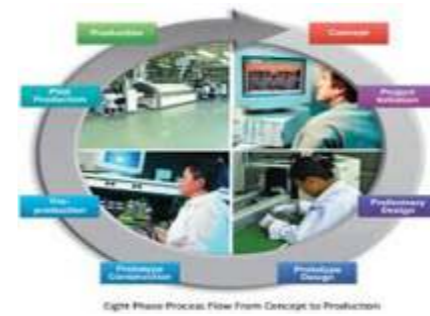 Production
Concept
Pilot
Production
Project
Initiation
Pre-
production
Preliminary
Design
Prototype
Construction
Prototype
Design
Eight Phase Process Flow From Concept to Production